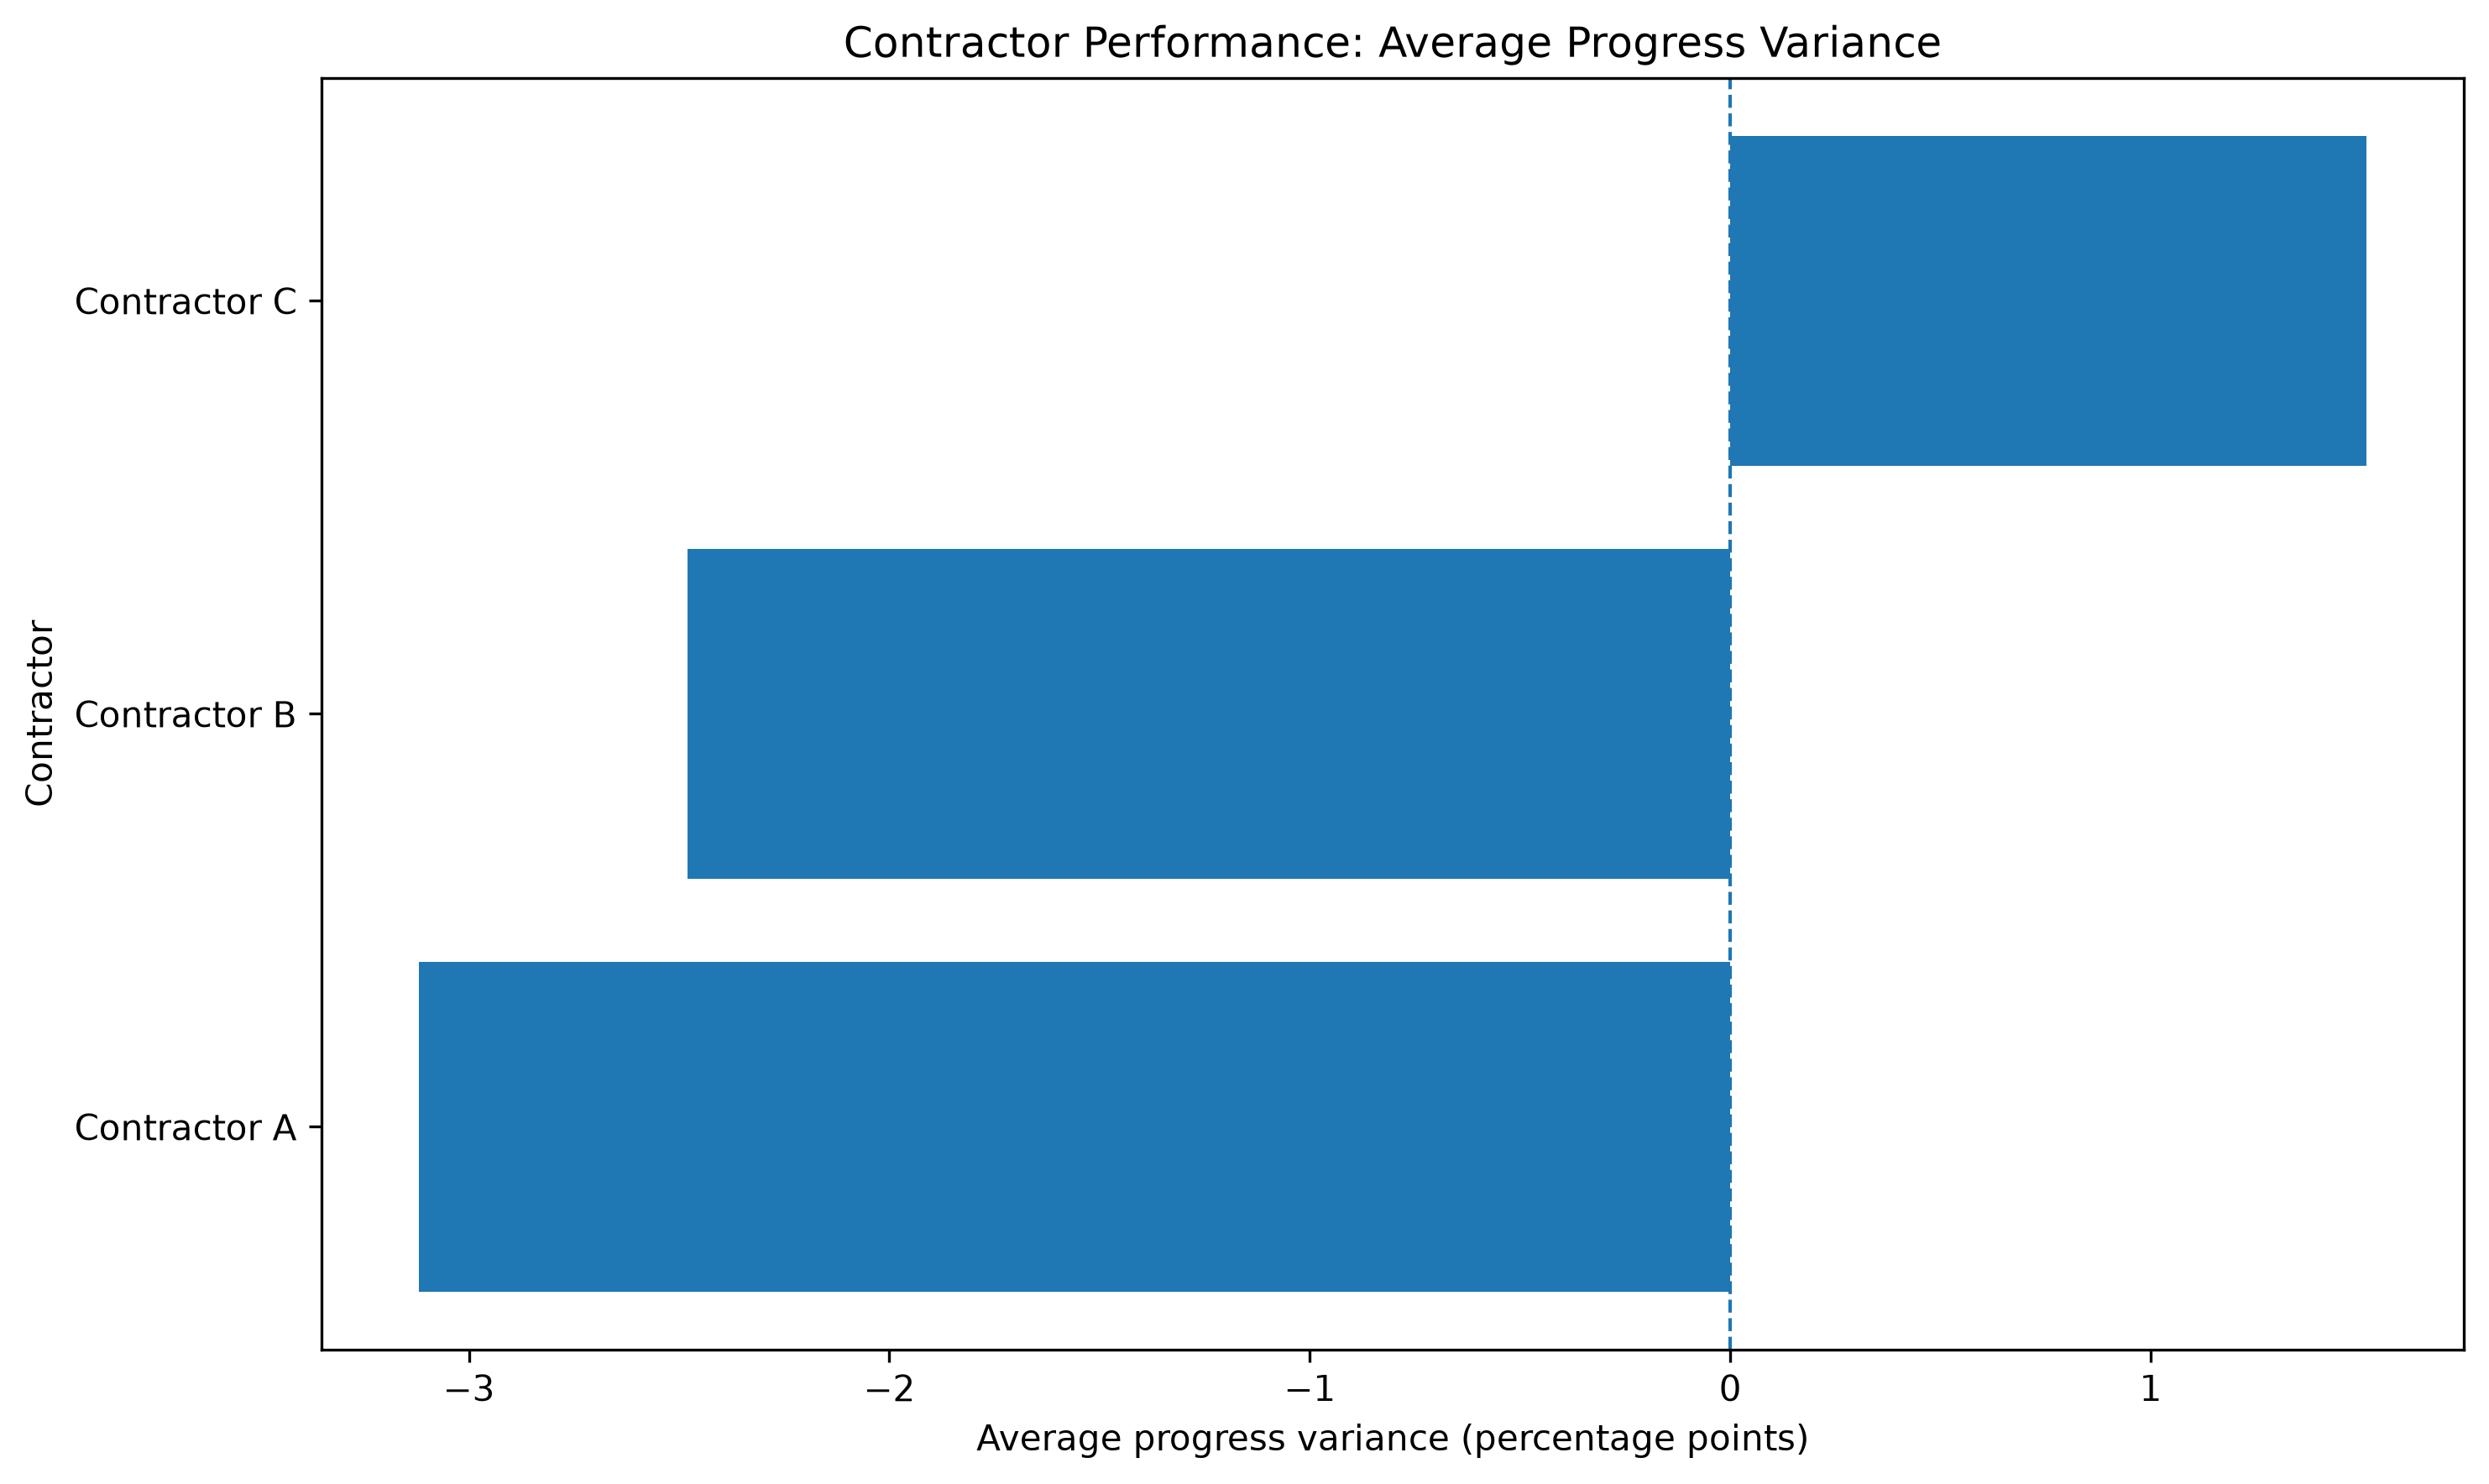 Contractor Performance: Average Progress Variance
Contractor
Contractor C
Contractor B
Contractor A
−3
−2
−1
0
1
Average progress variance (percentage points)